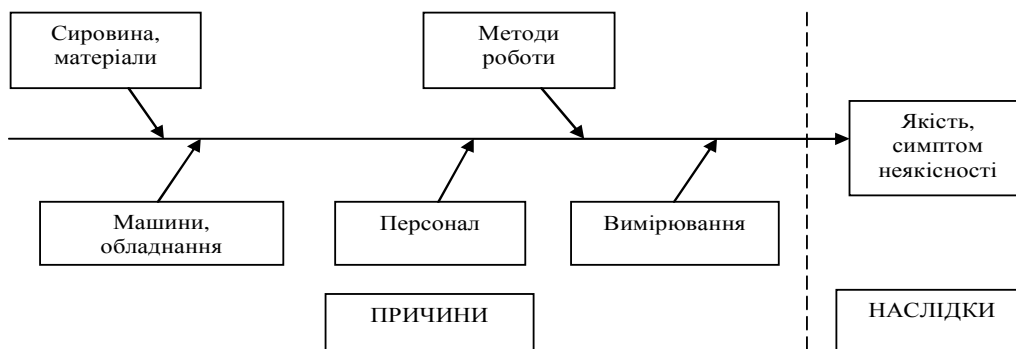 Сировина,
матеріали
Методи
роботи
Якість,
симптом
неякісності
Машини,
обладнання
Персонал
Вимірювання
ПРИЧИНИ
НАСЛІДКИ